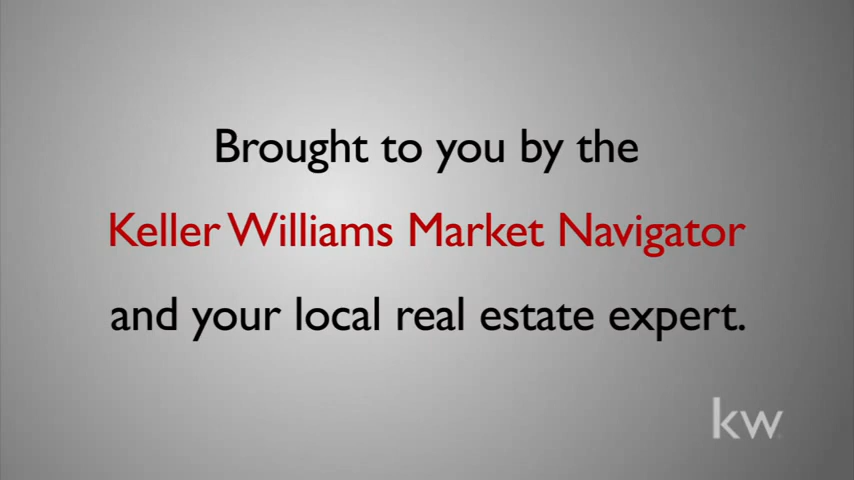 Brought to you by the
Keller Williams Market Navigator
and your local real estate expert.
kw